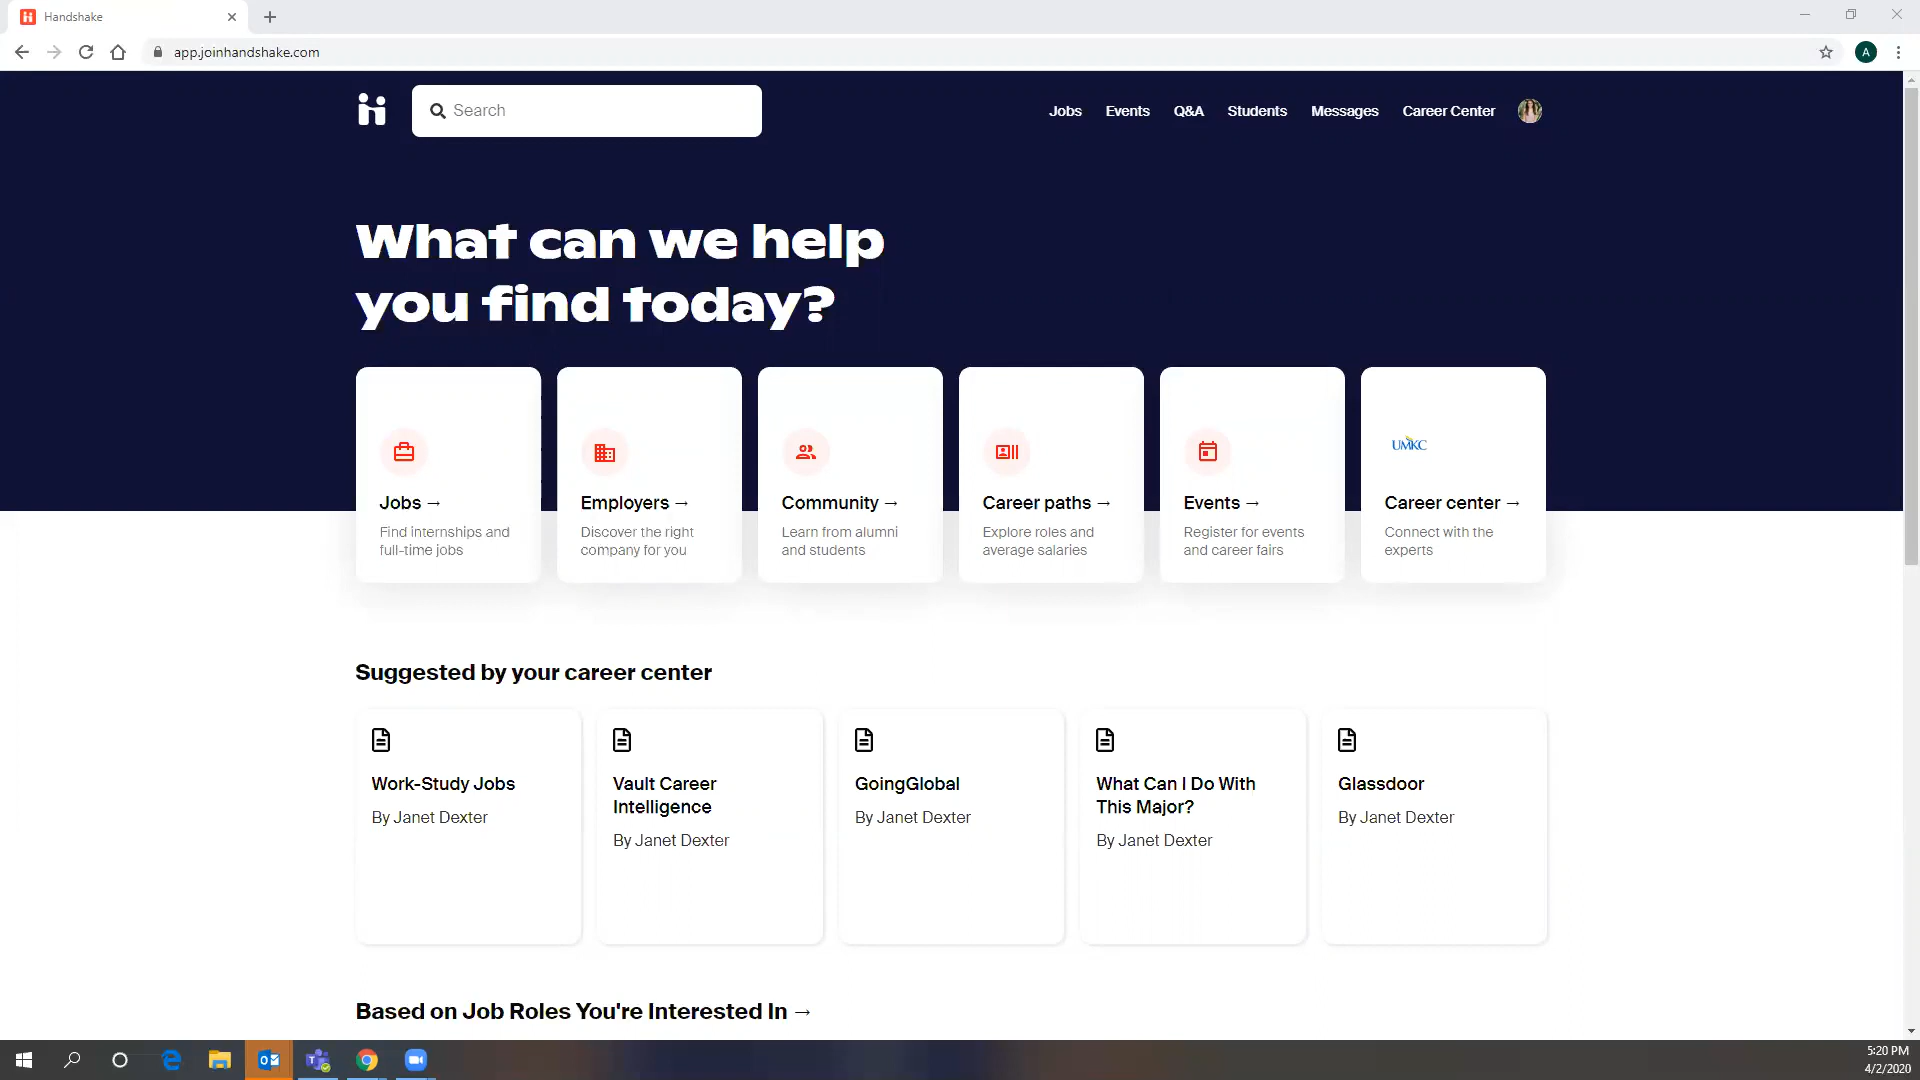 Handshake
app.joinhandshake.com
A
Search
Jobs Events Q&A Students Messages Career Center
What can we help
you find today?
UMKC
Jobs →
Find internships and
full-time jobs
Employers →
Discover the right
company for you
Community →
Learn from alumni
and students
Career paths →
Explore roles and
average salaries
Events →
Register for events
and career fairs
Career center →
Connect with the
experts
Suggested by your career center
Work-Study Jobs
By Janet Dexter
Vault Career
Intelligence
By Janet Dexter
GoingGlobal
By Janet Dexter
What Can I Do With
This Major?
By Janet Dexter
Glassdoor
By Janet Dexter
Based on Job Roles You're Interested In →
5:20 PM
4/2/2020